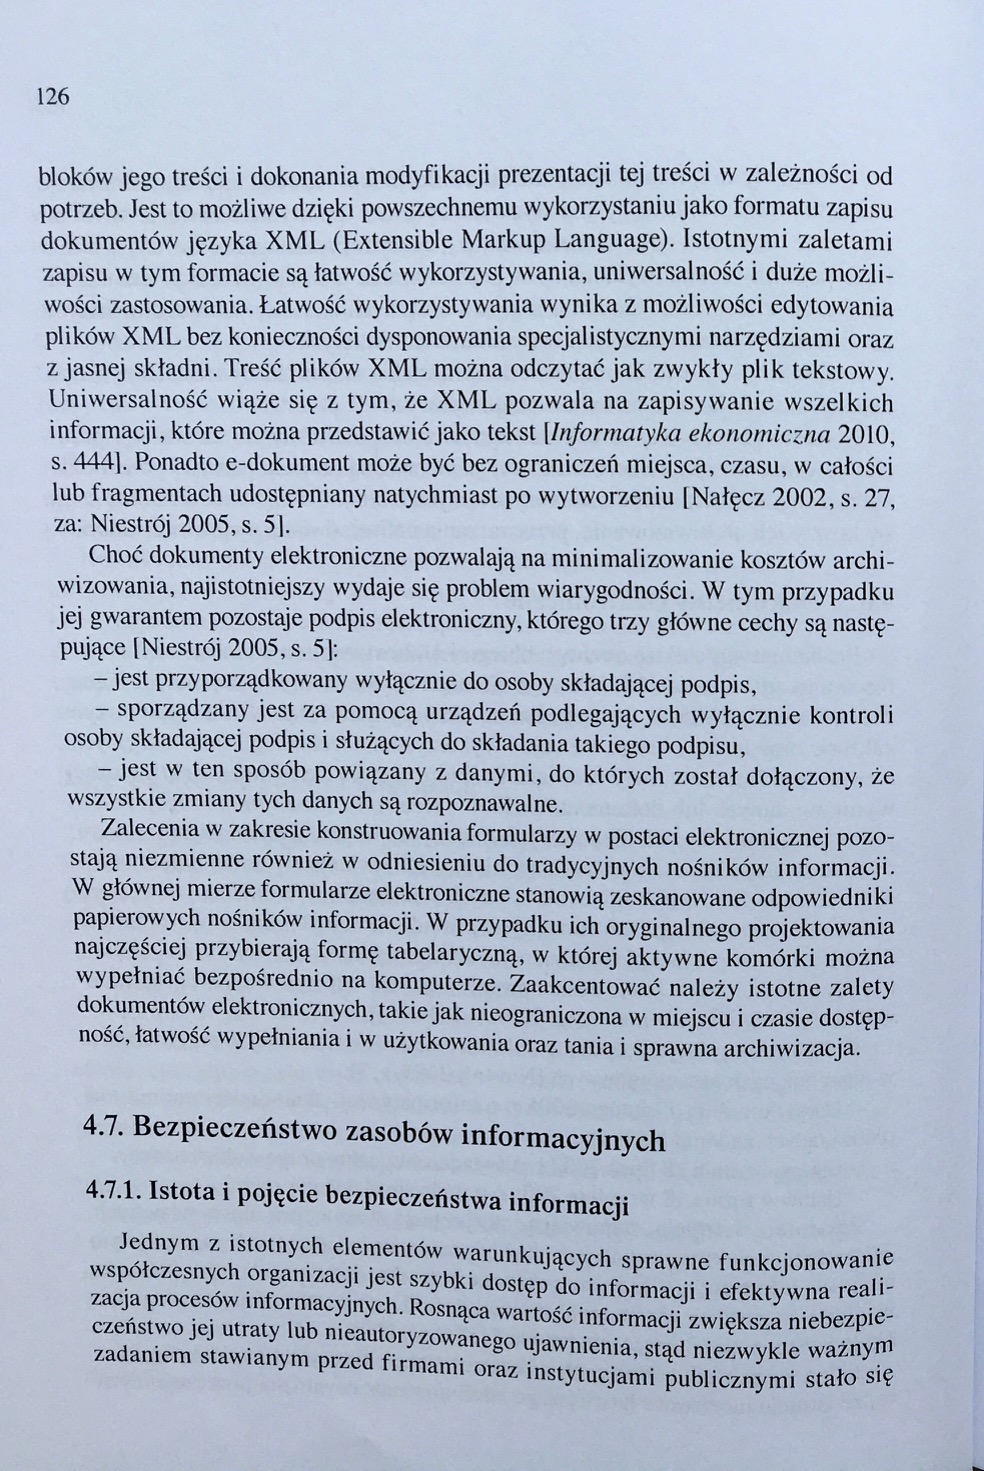 126
bloków jego treści i dokonania modyfikacji prezentacji tej treści w zależności od
potrzeb. Jest to możliwe dzięki powszechnemu wykorzystaniu jako formatu zapisu
dokumentów języka XML (Extensible Markup Language). Istotnymi zaletami
zapisu w tym formacie są łatwość wykorzystywania, uniwersalność i duże możli-
wości zastosowania. Łatwość wykorzystywania wynika z możliwości edytowania
plików XML bez konieczności dysponowania specjalistycznymi narzędziami oraz
z jasnej składni. Treść plików XML można odczytać jak zwykły plik tekstowy.
Uniwersalność wiąże się z tym, że XML pozwala na zapisywanie wszelkich
informacji, które można przedstawić jako tekst [Informatyka ekonomiczna 2010,
s. 444]. Ponadto e-dokument może być bez ograniczeń miejsca, czasu, w całości
lub fragmentach udostępniany natychmiast po wytworzeniu [Nałęcz 2002, s. 27,
za: Niestrój 2005, s. 5].
Choć dokumenty elektroniczne pozwalają na minimalizowanie kosztów archi-
wizowania, najistotniejszy wydaje się problem wiarygodności. W tym przypadku
jej gwarantem pozostaje podpis elektroniczny, którego trzy główne cechy są nastę-
pujące [Niestrój 2005, s. 5]:
– jest przyporządkowany wyłącznie do osoby składającej podpis,
– sporządzany jest za pomocą urządzeń podlegających wyłącznie kontroli
osoby składającej podpis i służących do składania takiego podpisu,
– jest w ten sposób powiązany z danymi, do których został dołączony, że
wszystkie zmiany tych danych są rozpoznawalne.
Zalecenia w zakresie konstruowania formularzy w postaci elektronicznej pozo-
stają niezmienne również w odniesieniu do tradycyjnych nośników informacji.
W głównej mierze formularze elektroniczne stanowią zeskanowane odpowiedniki
papierowych nośników informacji. W przypadku ich oryginalnego projektowania
najczęściej przybierają formę tabelaryczną, w której aktywne komórki można
wypełniać bezpośrednio na komputerze. Zaakcentować należy istotne zalety
dokumentów elektronicznych, takie jak nieograniczona w miejscu i czasie dostęp-
ność, łatwość wypełniania i w użytkowania oraz tania i sprawna archiwizacja.
4.7. Bezpieczeństwo zasobów informacyjnych
4.7.1. Istota i pojęcie bezpieczeństwa informacji
Jednym z istotnych elementów warunkujących sprawne funkcjonowanie
współczesnych organizacji jest szybki dostęp do informacji i efektywna reali-
zacja procesów informacyjnych. Rosnąca wartość informacji zwiększa niebezpie-
czeństwo jej utraty lub nieautoryzowanego ujawnienia, stąd niezwykle ważnym
zadaniem stawianym przed firmami oraz instytucjami publicznymi stało się